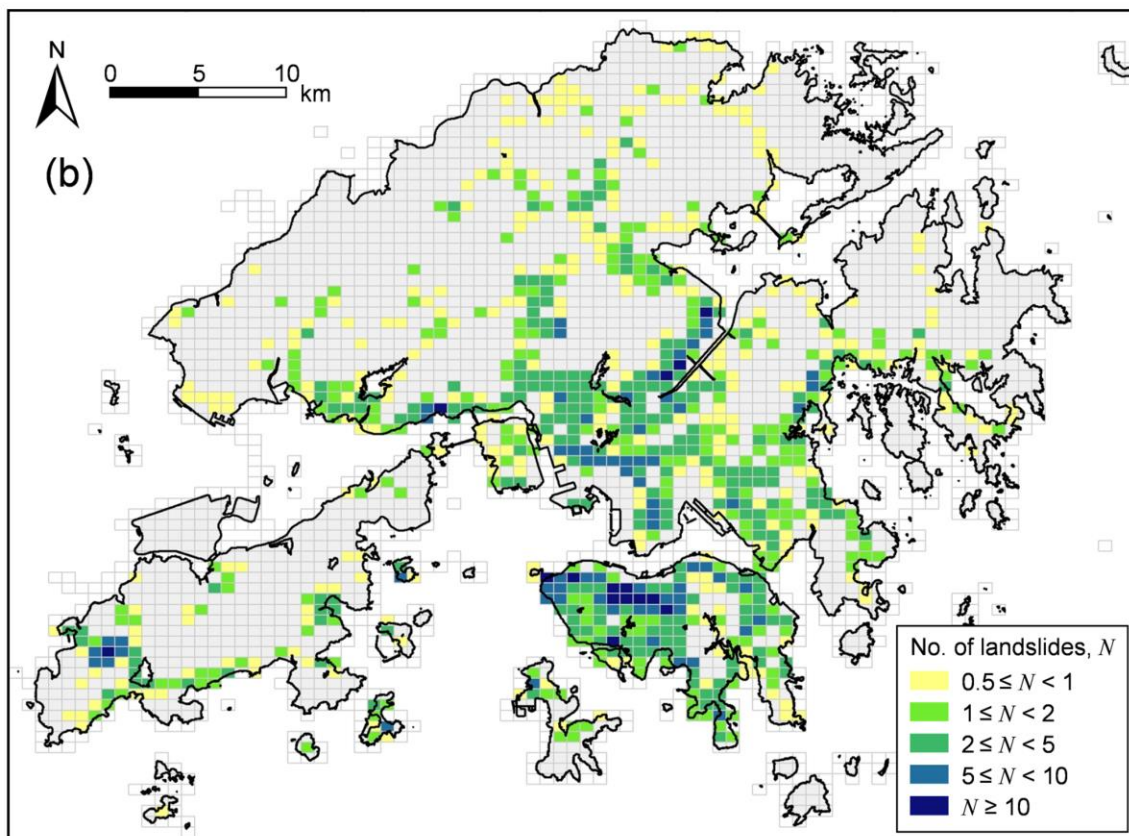 N
0 5 10
km
(b)
No. of landslides, N
0.5 ≤ N < 1
1 ≤ N < 2
2 ≤ N < 5
5 ≤ N < 10
N ≥ 10